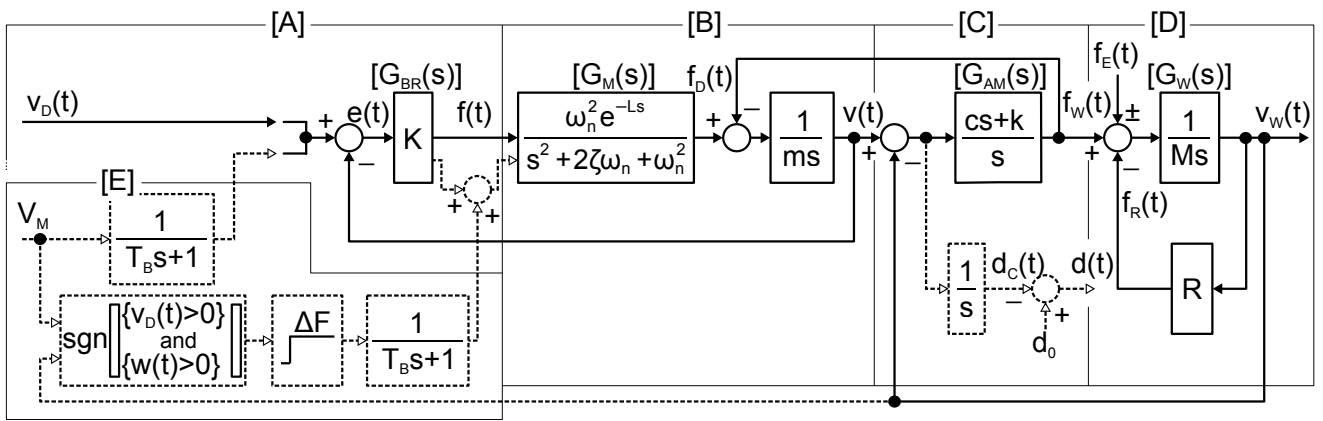 [A]
[B]
[C]
[D]
[G_BR(s)]
[G_M(s)]
f_D(t)
[G_AM(s)]
f_E(t)
[G_W(s)]
v_D(t)
+
e(t)
K
f(t)
ω_n^2 e^–Ls
s^2 +2ζω_n +ω_n^2
+
–
1
ms
v(t)
cs+k
s
f_W(t)
±
1
Ms
v_W(t)
–
+
–
+
–
f_R(t)
[E]
+
+
V_M
1
T_B s+1
1
s
d_C(t)
d(t)
–
+
d_0
R
sgn
{v_D(t)>0}
and
{w(t)>0}
ΔF
1
T_B s+1